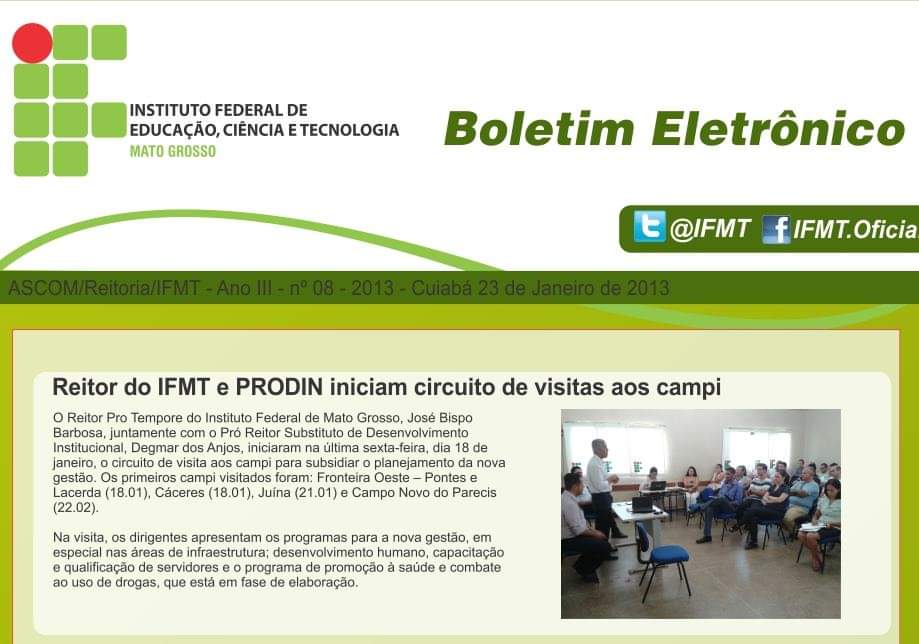 INSTITUTO FEDERAL DE
EDUCAÇÃO, CIÊNCIA E TECNOLOGIA
MATO GROSSO
Boletim Eletrônico
@IFMT IFMT.Oficia
ASCOM/Reitoria/IFMT - Ano III - nº 08 - 2013 - Cuiabá 23 de Janeiro de 2013
Reitor do IFMT e PRODIN iniciam circuito de visitas aos campi
O Reitor Pro Tempore do Instituto Federal de Mato Grosso, José Bispo
Barbosa, juntamente com o Pró Reitor Substituto de Desenvolvimento
Institucional, Degmar dos Anjos, iniciaram na última sexta-feira, dia 18 de
janeiro, o circuito de visita aos campi para subsidiar o planejamento da nova
gestão. Os primeiros campi visitados foram: Fronteira Oeste – Pontes e
Lacerda (18.01), Cáceres (18.01), Juína (21.01) e Campo Novo do Parecis
(22.02).
Na visita, os dirigentes apresentam os programas para a nova gestão, em
especial nas áreas de infraestrutura; desenvolvimento humano, capacitação
e qualificação de servidores e o programa de promoção à saúde e combate
ao uso de drogas, que está em fase de elaboração.